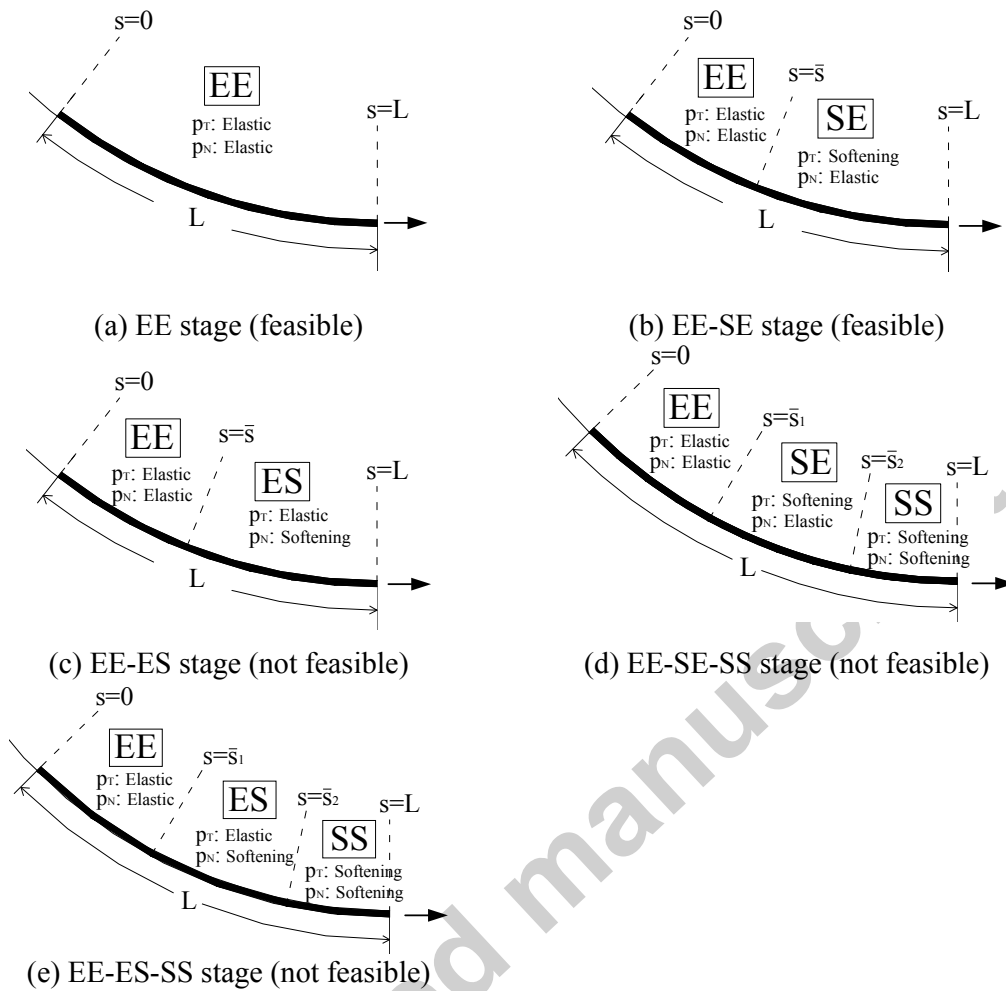 s=0
EE
pT: Elastic
pN: Elastic
s=L
L
(a) EE stage (feasible)
s=0
EE
pT: Elastic
pN: Elastic
s=s̄
SE
pT: Softening
pN: Elastic
s=L
L
(b) EE-SE stage (feasible)
s=0
EE
pT: Elastic
pN: Elastic
s=s̄
ES
pT: Elastic
pN: Softening
s=L
L
(c) EE-ES stage (not feasible)
s=0
EE
pT: Elastic
pN: Elastic
s=s̄1
SE
pT: Softening
pN: Elastic
s=s̄2
SS
pT: Softening
pN: Softening
s=L
L
(d) EE-SE-SS stage (not feasible)
s=0
EE
pT: Elastic
pN: Elastic
s=s̄1
ES
pT: Elastic
pN: Softening
s=s̄2
SS
pT: Softening
pN: Softening
s=L
L
(e) EE-ES-SS stage (not feasible)